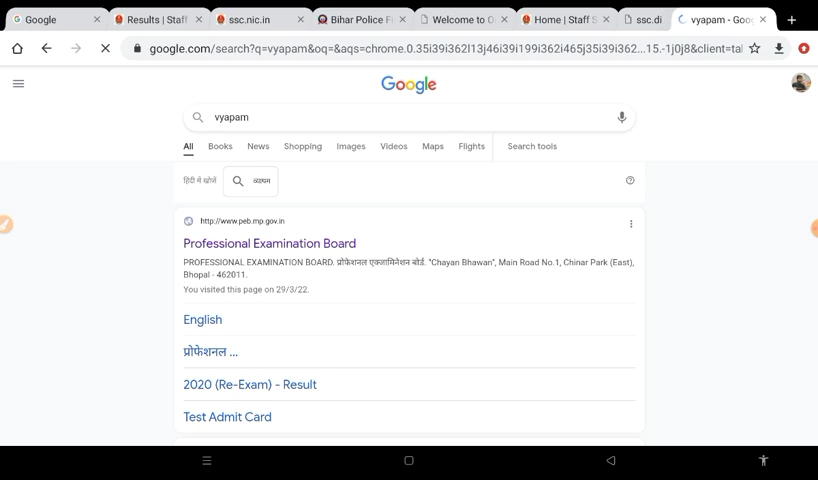 Google
Results | Staff
ssc.nic.in
Bihar Police F
Welcome to O
Home | Staff S
ssc.di
vyapam - Goo
google.com/search?q=vyapam&oq=&aqs=chrome.0.35i39i362l13j46i39i199i362i465j35i39i362...15.-1j0j8&client=tal
Google
vyapam
All Books News Shopping Images Videos Maps Flights Search tools
हिंदी में खोजें व्यापम
http://www.peb.mp.gov.in
Professional Examination Board
PROFESSIONAL EXAMINATION BOARD. प्रोफेशनल एक्जामिनेशन बोर्ड. "Chayan Bhawan", Main Road No.1, Chinar Park (East),
Bhopal - 462011.
You visited this page on 29/3/22.
English
प्रोफेशनल ...
2020 (Re-Exam) - Result
Test Admit Card